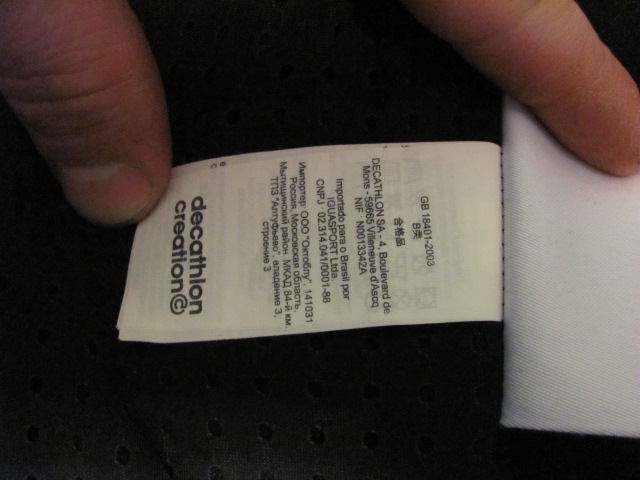 GB 18401-2003
B类
合格品
DECATHLON SA - 4, Boulevard de
Mons - 59665 Villeneuve d'Ascq
NIF N0013342A
Importado para o Brasil por
IGUASPORT Ltda
CNPJ 02.314.041/0001-88
Импортер: ООО "Октоблу" 141031
Россия, Московская область,
Мытищинский район, МКАД 84-й км.
ТПЗ "Алтуфьево", владение 3,
строение 3
decathlon
creation©